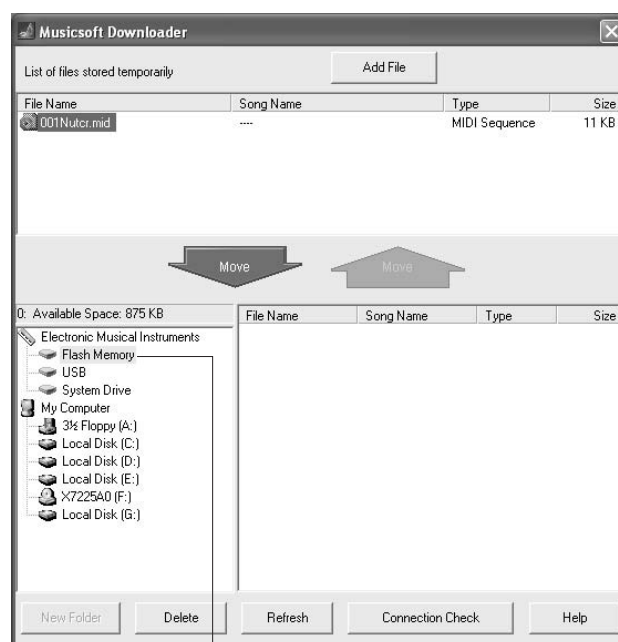 Musicsoft Downloader
List of files stored temporarily Add File
File Name Song Name Type Size
001Nutcr.mid ---- MIDI Sequence 11 KB
Move Move
0: Available Space: 875 KB
File Name Song Name Type Size
Electronic Musical Instruments
Flash Memory
USB
System Drive
My Computer
3½ Floppy (A:)
Local Disk (C:)
Local Disk (D:)
Local Disk (E:)
X7225A0 (F:)
Local Disk (G:)
New Folder Delete Refresh Connection Check Help